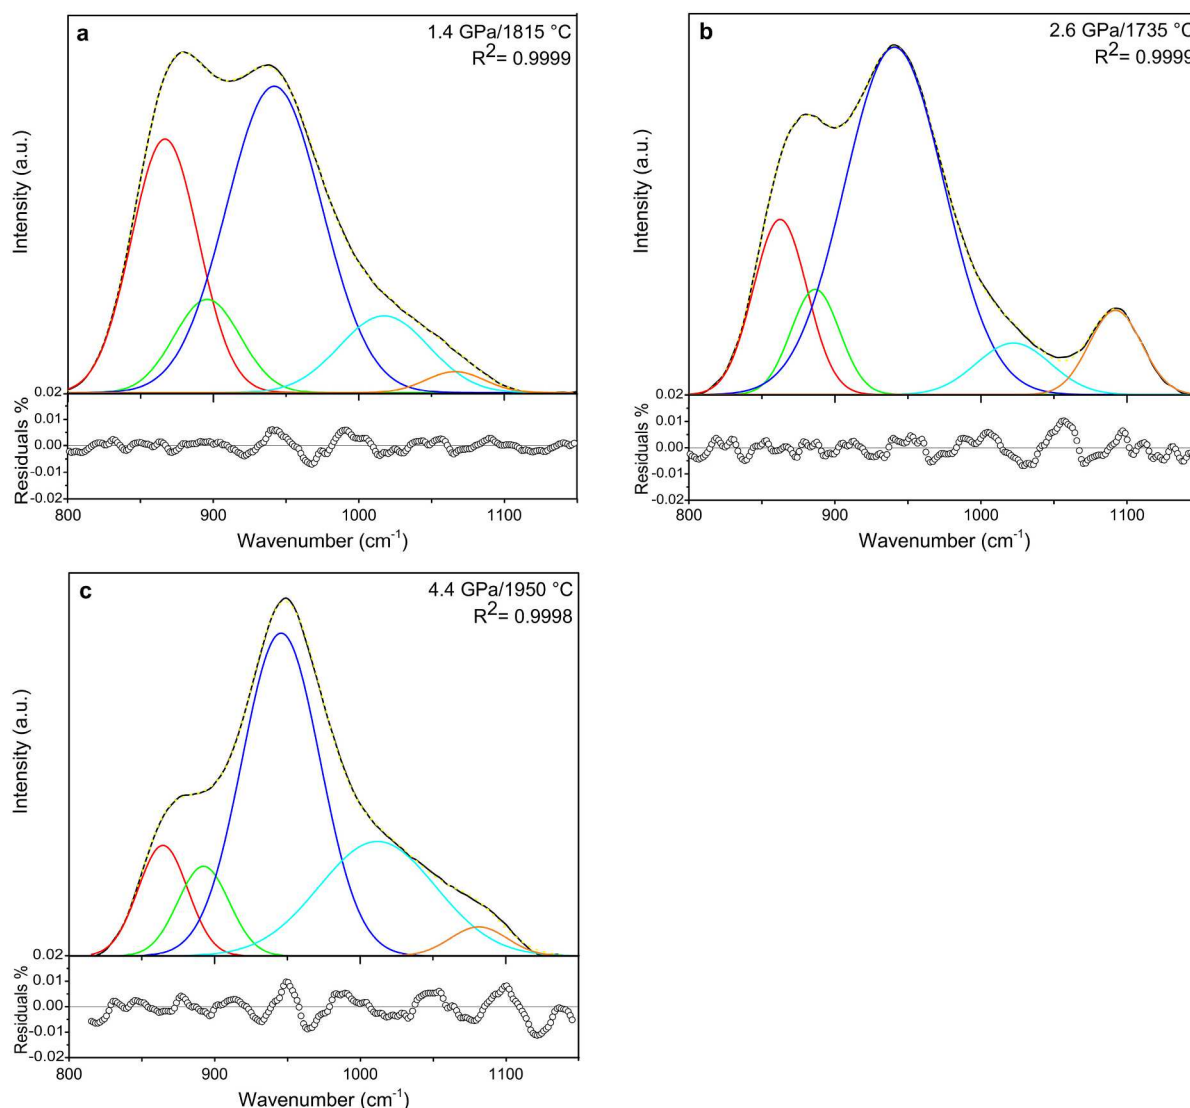 a
1.4 GPa/1815 °C
R2= 0.9999
Intensity (a.u.)
0.02
0.01
0.00
-0.01
-0.02
Residuals %
800 900 1000 1100
Wavenumber (cm-1)
b
2.6 GPa/1735 °C
R2= 0.9999
Intensity (a.u.)
0.02
0.01
0.00
-0.01
-0.02
Residuals %
800 900 1000 1100
Wavenumber (cm-1)
c
4.4 GPa/1950 °C
R2= 0.9998
Intensity (a.u.)
0.02
0.01
0.00
-0.01
-0.02
Residuals %
800 900 1000 1100
Wavenumber (cm-1)